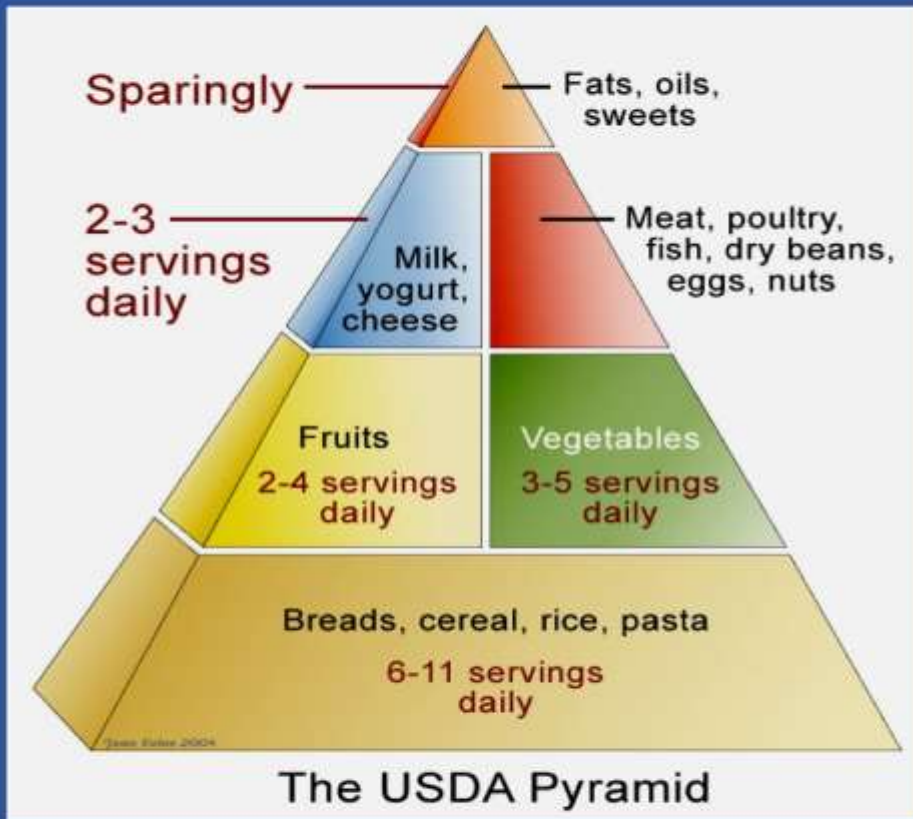 Sparingly
Fats, oils,
sweets
2-3
servings
daily
Milk,
yogurt,
cheese
Meat, poultry,
fish, dry beans,
eggs, nuts
Fruits
2-4 servings
daily
Vegetables
3-5 servings
daily
Breads, cereal, rice, pasta
6-11 servings
daily
2004
The USDA Pyramid